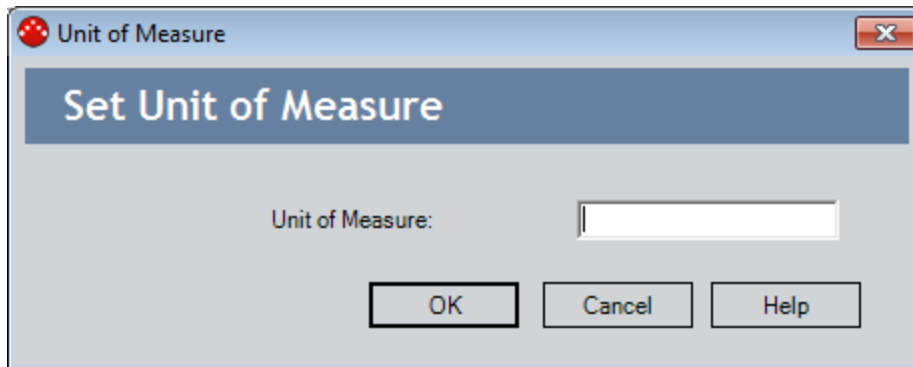 Unit of Measure
Set Unit of Measure
Unit of Measure:
OK Cancel Help